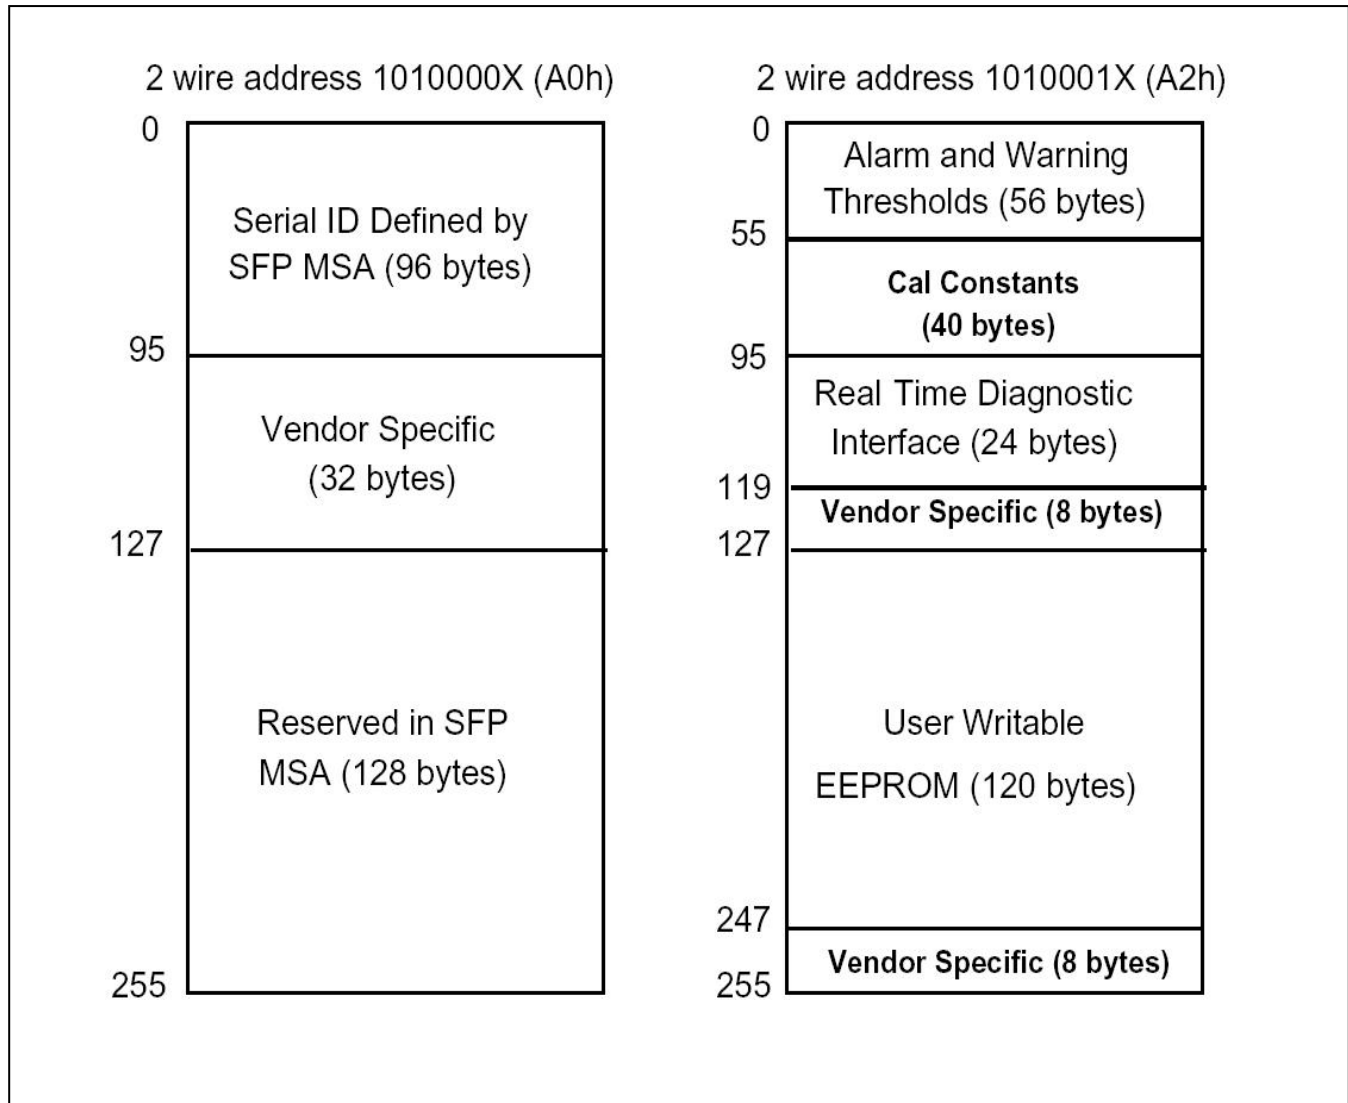 2 wire address 1010000X (A0h)
0
Serial ID Defined by
SFP MSA (96 bytes)
95
Vendor Specific
(32 bytes)
127
Reserved in SFP
MSA (128 bytes)
255
2 wire address 1010001X (A2h)
0
Alarm and Warning
Thresholds (56 bytes)
55
Cal Constants
(40 bytes)
95
Real Time Diagnostic
Interface (24 bytes)
119
Vendor Specific (8 bytes)
127
User Writable
EEPROM (120 bytes)
247
Vendor Specific (8 bytes)
255